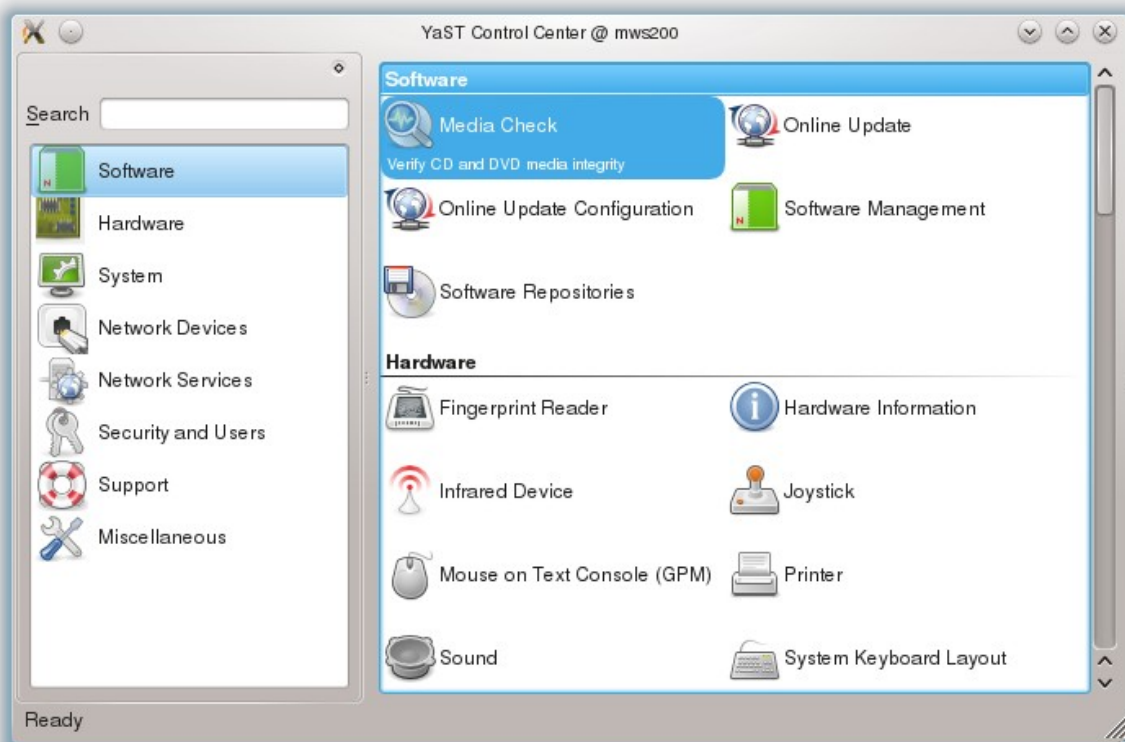 YaST Control Center @ mws200
Search
Software
Hardware
System
Network Devices
Network Services
Security and Users
Support
Miscellaneous
Software
Media Check
Verify CD and DVD media integrity
Online Update
Online Update Configuration
Software Management
Software Repositories
Hardware
Fingerprint Reader
Hardware Information
Infrared Device
Joystick
Mouse on Text Console (GPM)
Printer
Sound
System Keyboard Layout
Ready